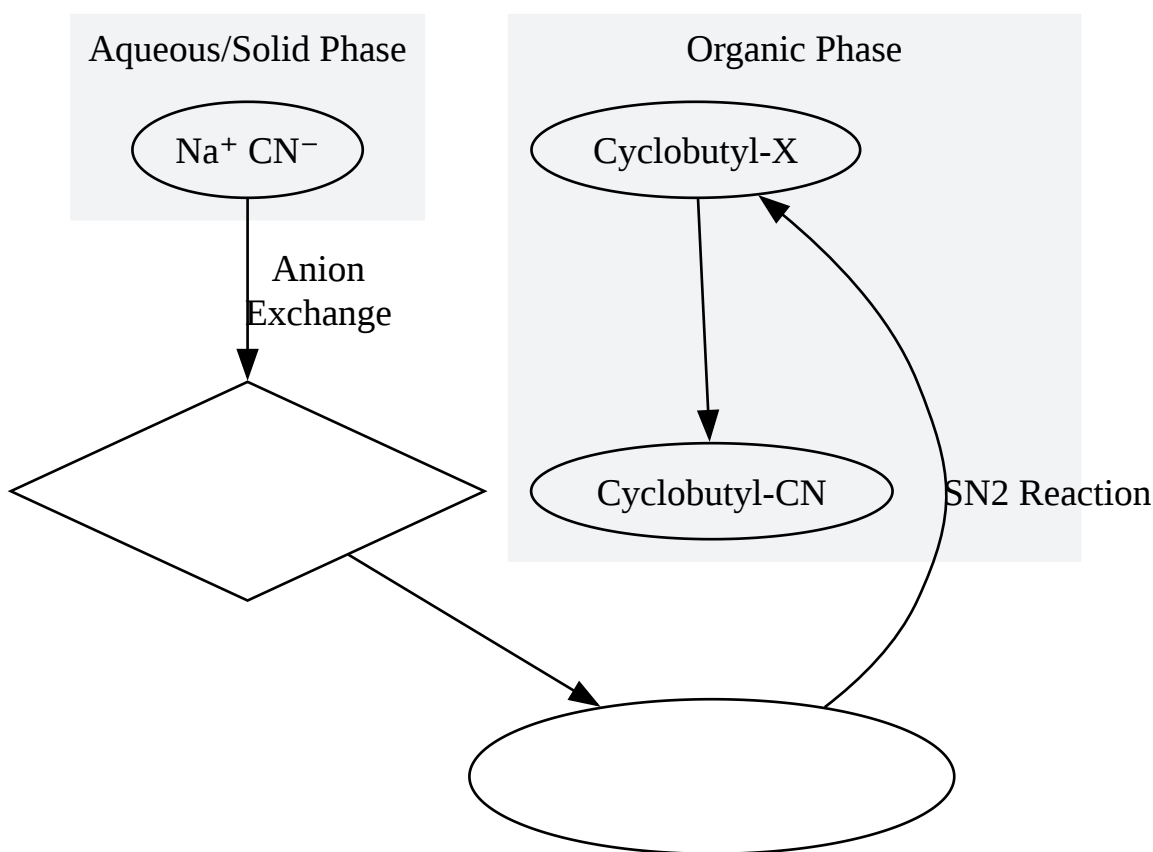 Aqueous/Solid Phase
Organic Phase
Na⁺ CN⁻
Cyclobutyl-X
Anion
Exchange
Cyclobutyl-CN
SN2 Reaction